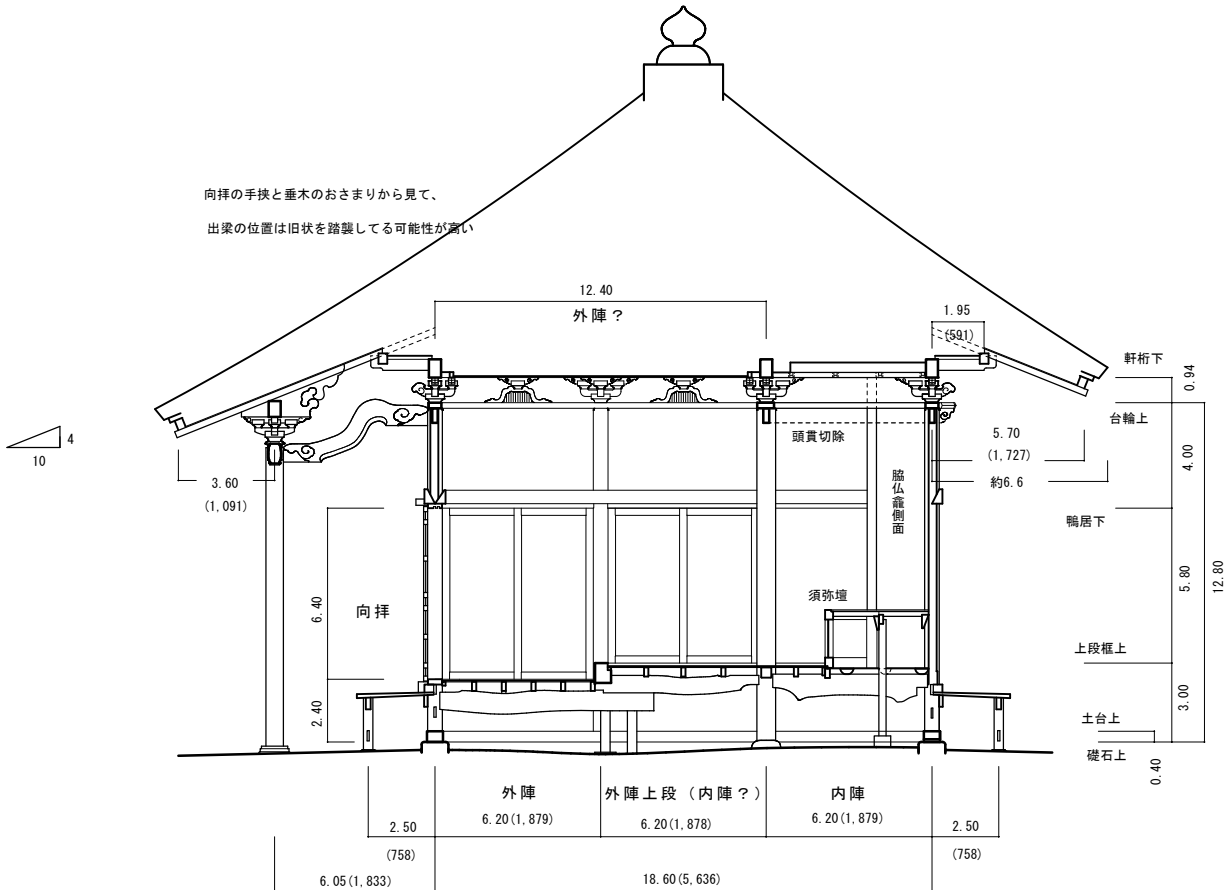 向拝の手挟と垂木のおさまりから見て、
出梁の位置は旧状を踏襲してる可能性が高い
12.40
外陣？
1.95
(591)
軒桁下
0.94
台輪上
4
10
頭貫切除
5.70
(1,727)
約6.6
4.00
3.60
(1,091)
脇仏龕側面
鴨居下
5.80
12.80
須弥壇
向拝
6.40
上段框上
3.00
2.40
土台上
礎石上
0.40
外陣
外陣上段（内陣？）
内陣
6.20(1,879)
6.20(1,878)
6.20(1,879)
2.50
(758)
2.50
(758)
6.05(1,833)
18.60(5,636)